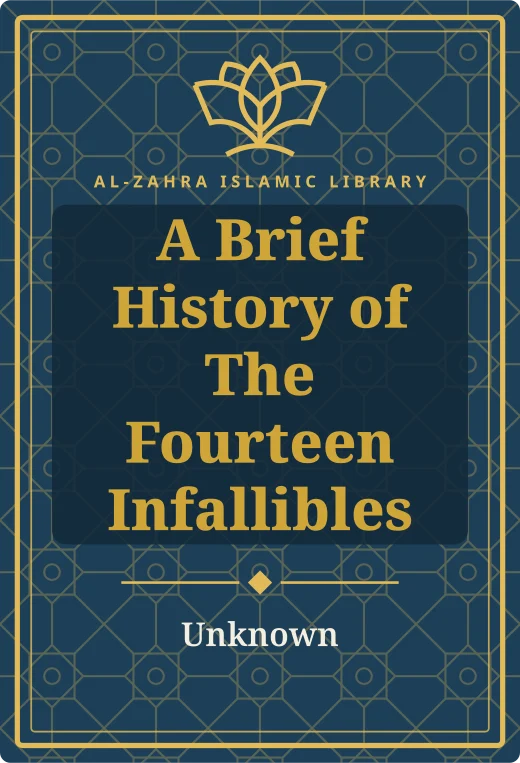 AL-ZAHRA ISLAMIC LIBRARY
A Brief
History of
The
Fourteen
Infallibles
Unknown